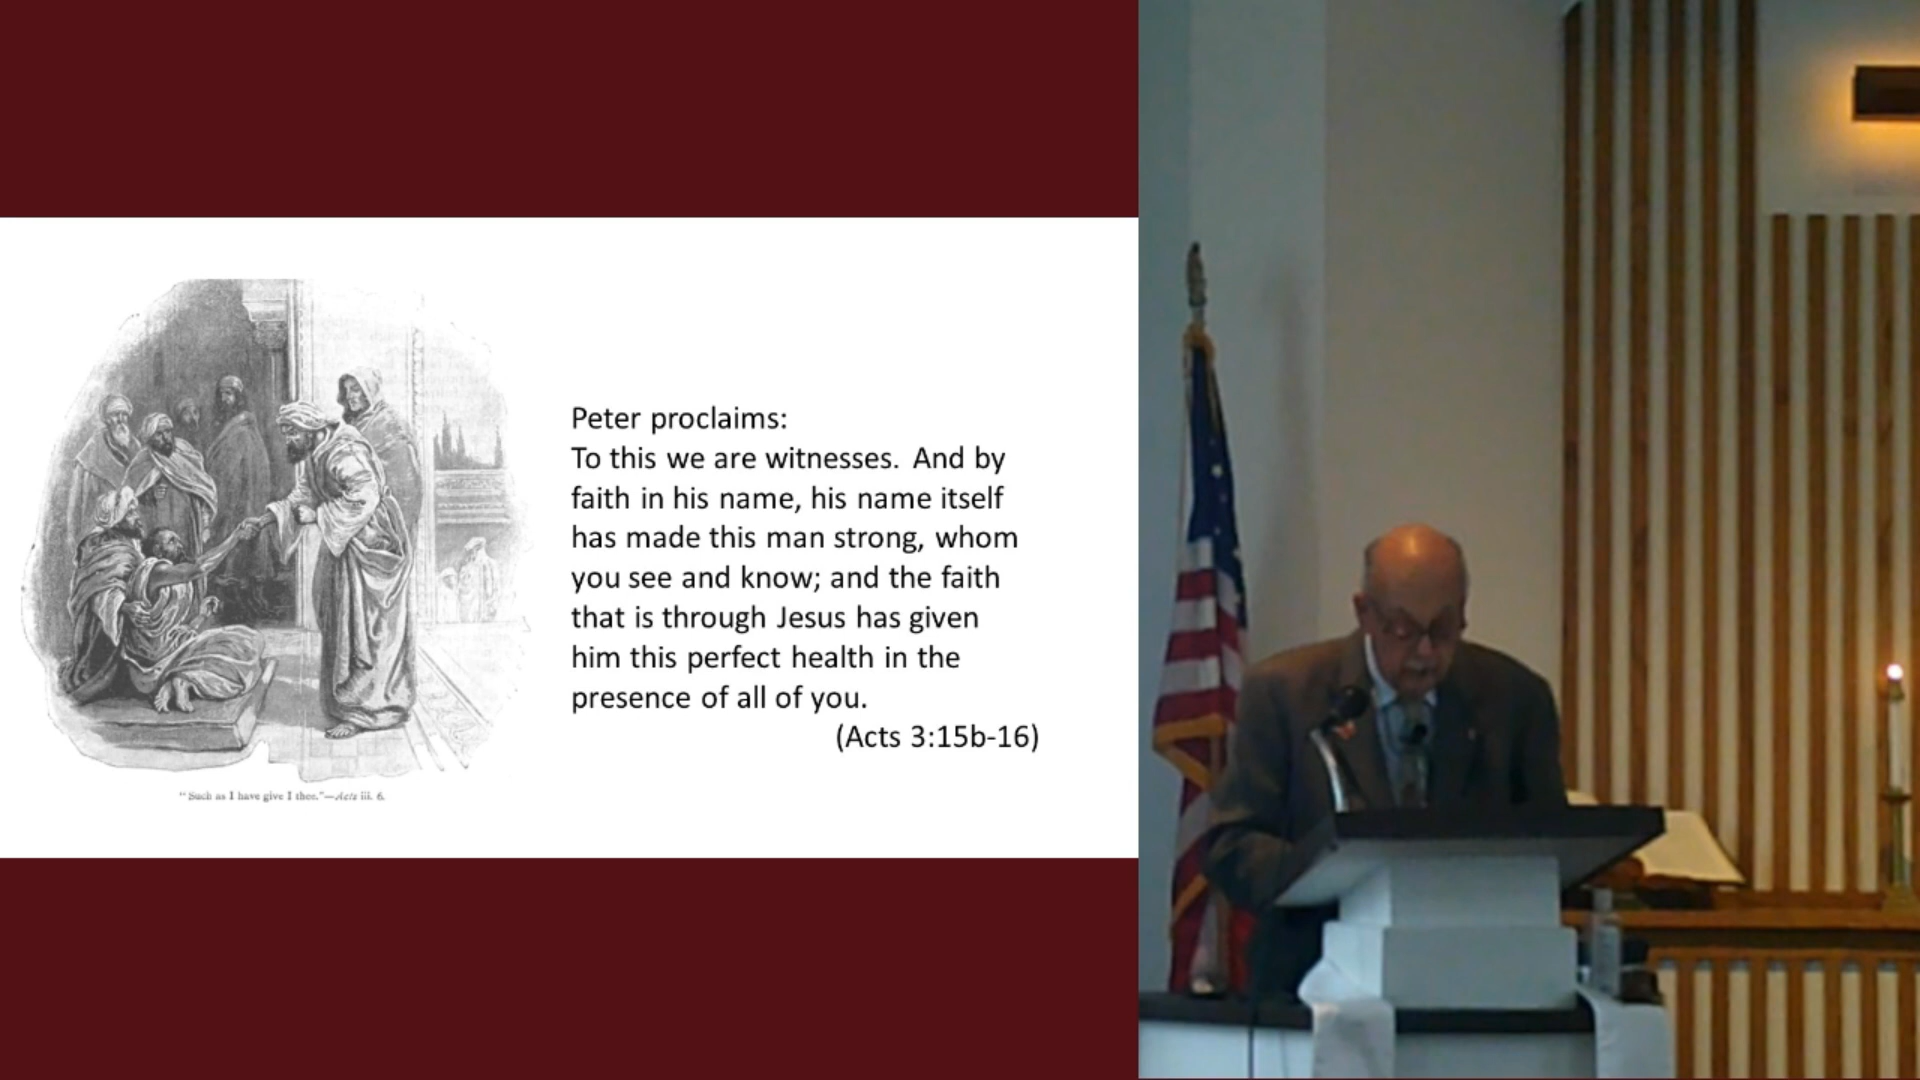 Peter proclaims:
To this we are witnesses. And by
faith in his name, his name itself
has made this man strong, whom
you see and know; and the faith
that is through Jesus has given
him this perfect health in the
presence of all of you.
(Acts 3:15b-16)
“Such as I have give I thee.”—Acts iii. 6.